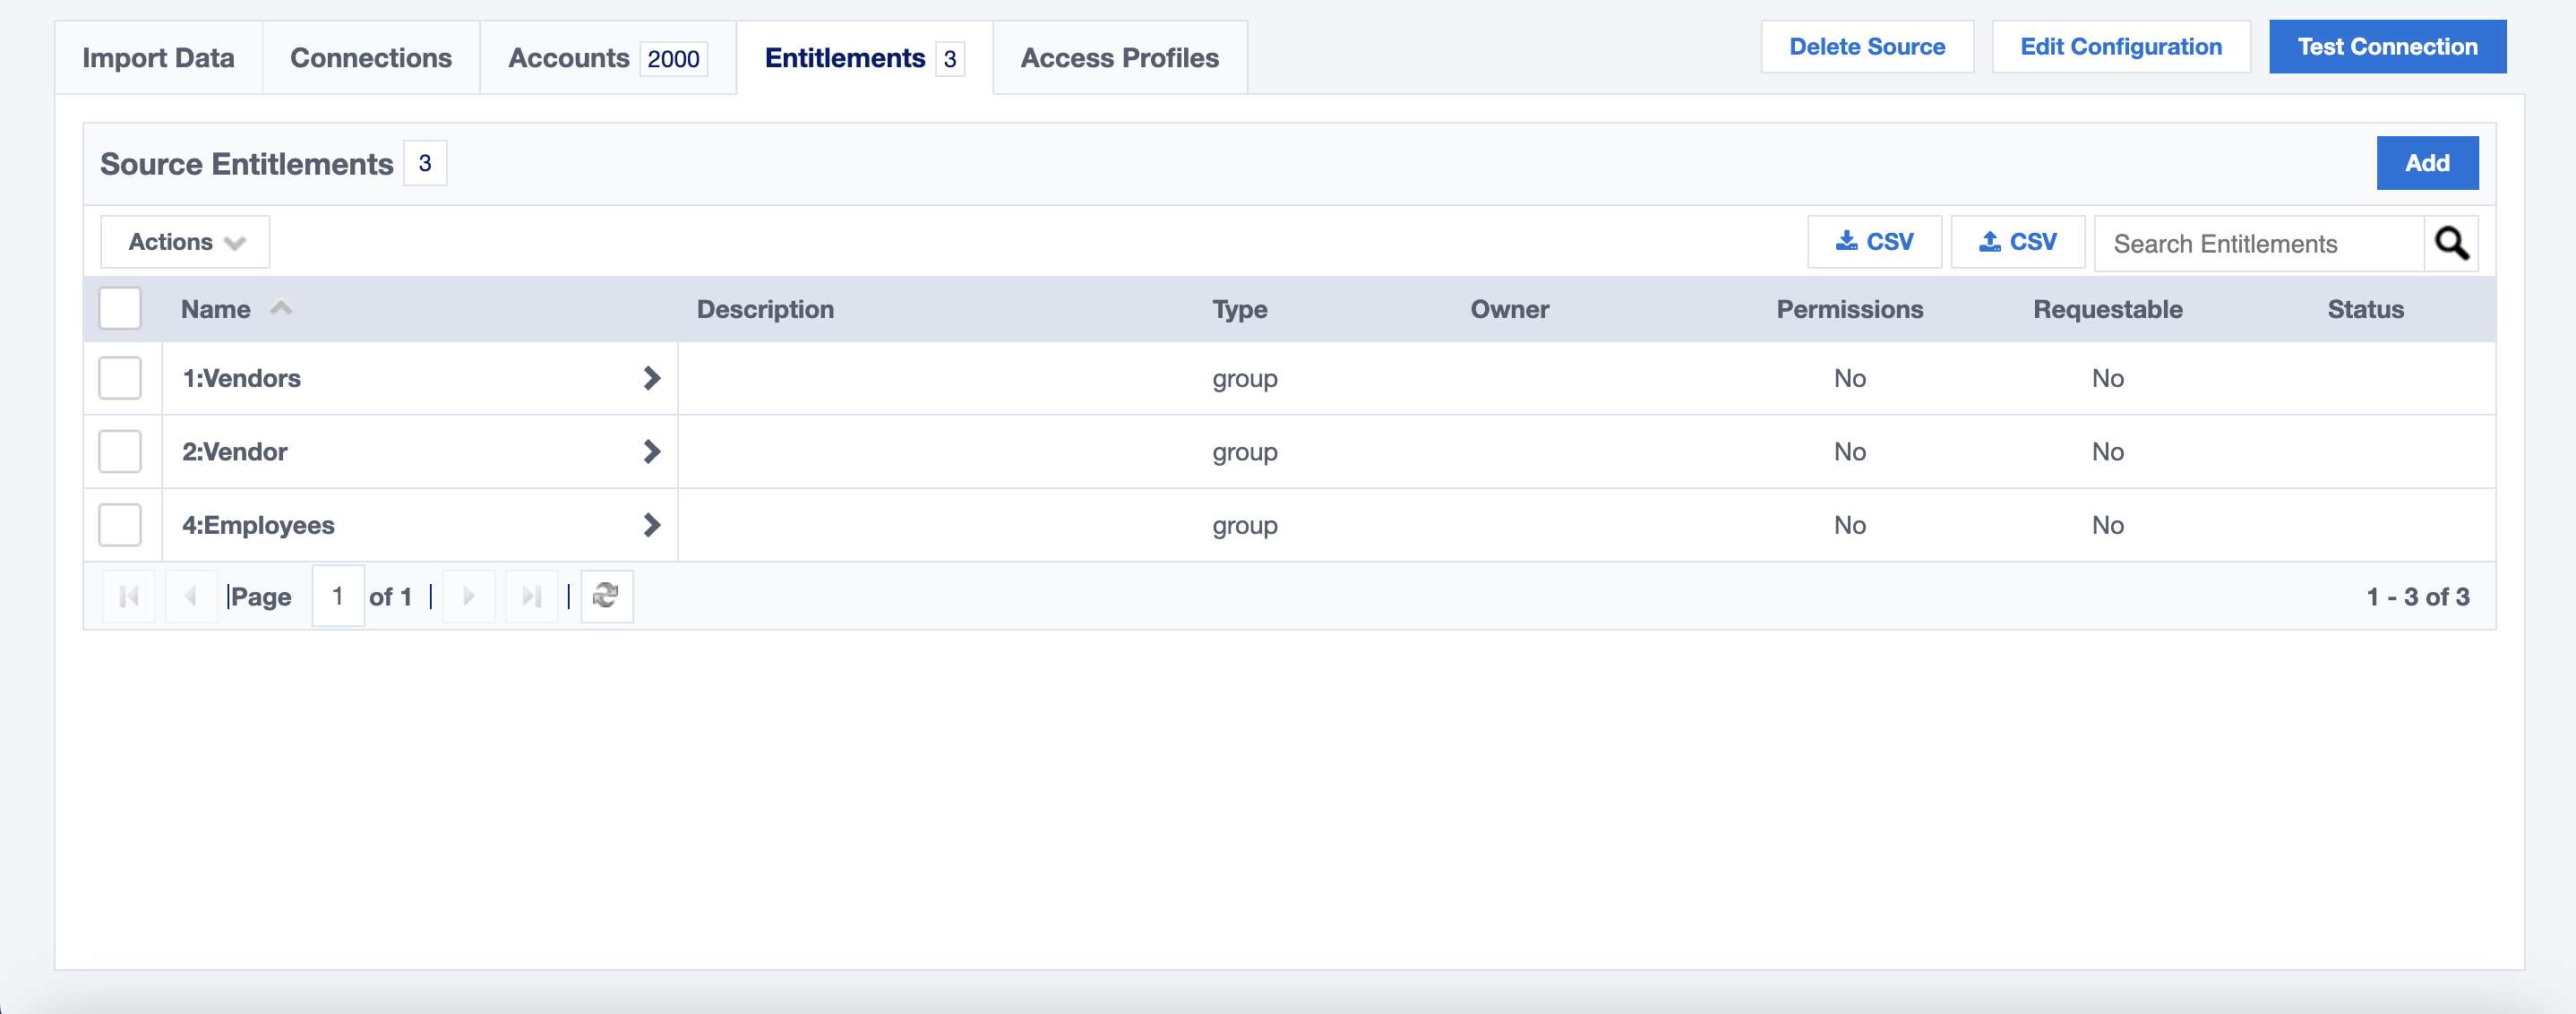 Import Data Connections Accounts 2000 Entitlements 3 Access Profiles Delete Source Edit Configuration Test Connection
Source Entitlements 3 Add
Actions CSV CSV Search Entitlements
Name Description Type Owner Permissions Requestable Status
1:Vendors group No No
2:Vendor group No No
4:Employees group No No
|Page 1 of 1 | | 1 - 3 of 3